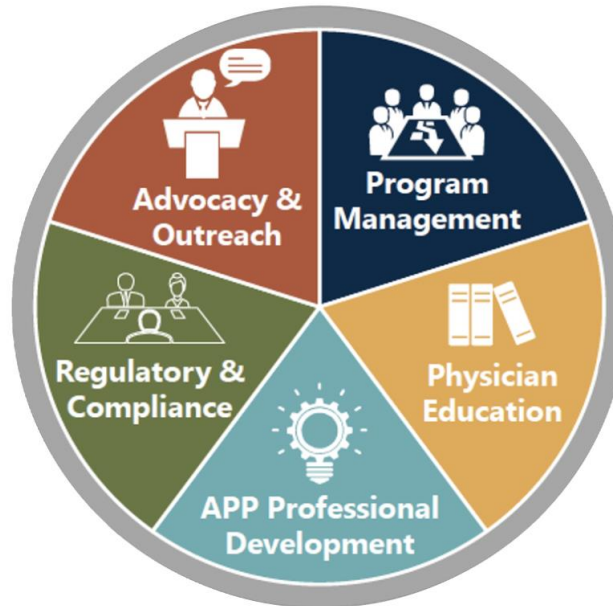 Advocacy &
Outreach
Program
Management
Regulatory &
Compliance
Physician
Education
APP Professional
Development